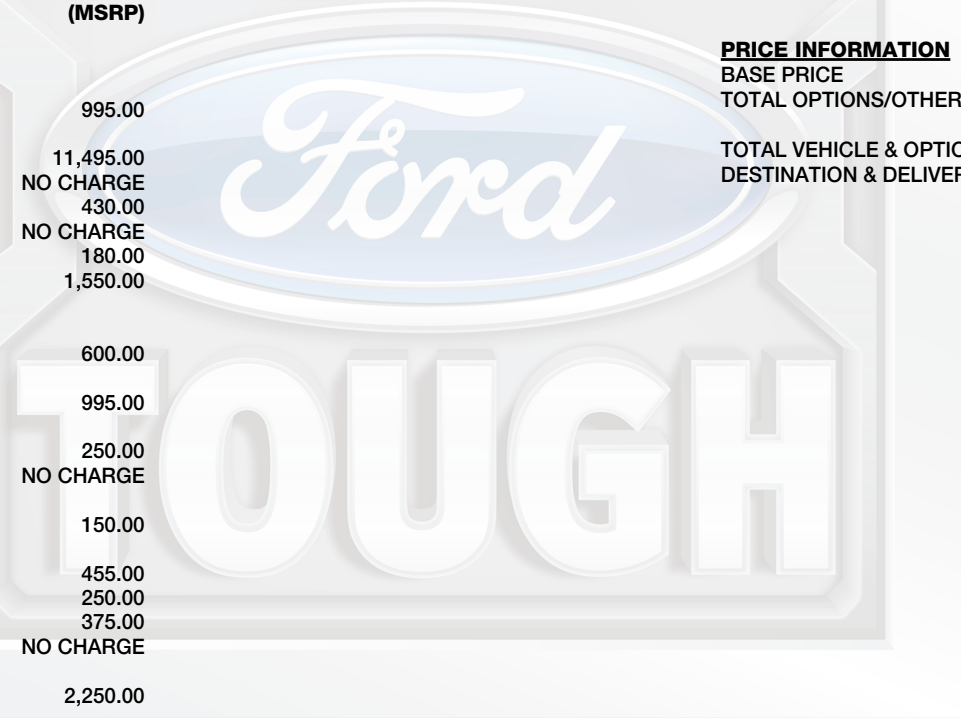 (MSRP)
995.00
11,495.00
NO CHARGE
430.00
NO CHARGE
180.00
1,550.00
600.00
995.00
250.00
NO CHARGE
150.00
455.00
250.00
375.00
NO CHARGE
2,250.00
PRICE INFORMATION
BASE PRICE
TOTAL OPTIONS/OTHER
TOTAL VEHICLE & OPTIO
DESTINATION & DELIVER
Ford
TOUGH